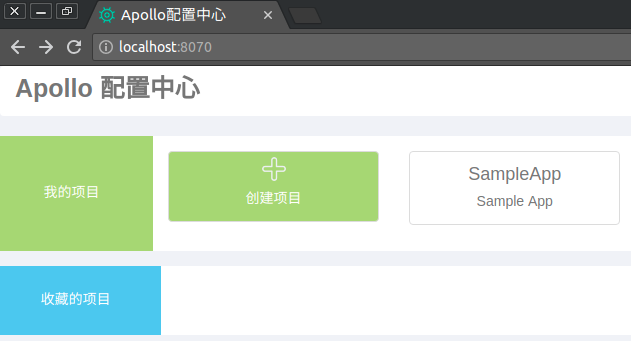 Apollo配置中心
localhost:8070
Apollo 配置中心
我的项目
创建项目
SampleApp
Sample App
收藏的项目